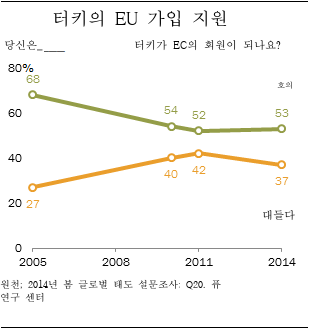 터키의 EU 가입 지원
당신은_____ 터키가 EC의 회원이 되나요?
80%
68
호의
54
52
53
60
40
40
42
37
27
20
대들다
0
2005 2008 2011 2014
원천; 2014년 봄 글로벌 태도 설문조사: Q20. 퓨
연구 센터